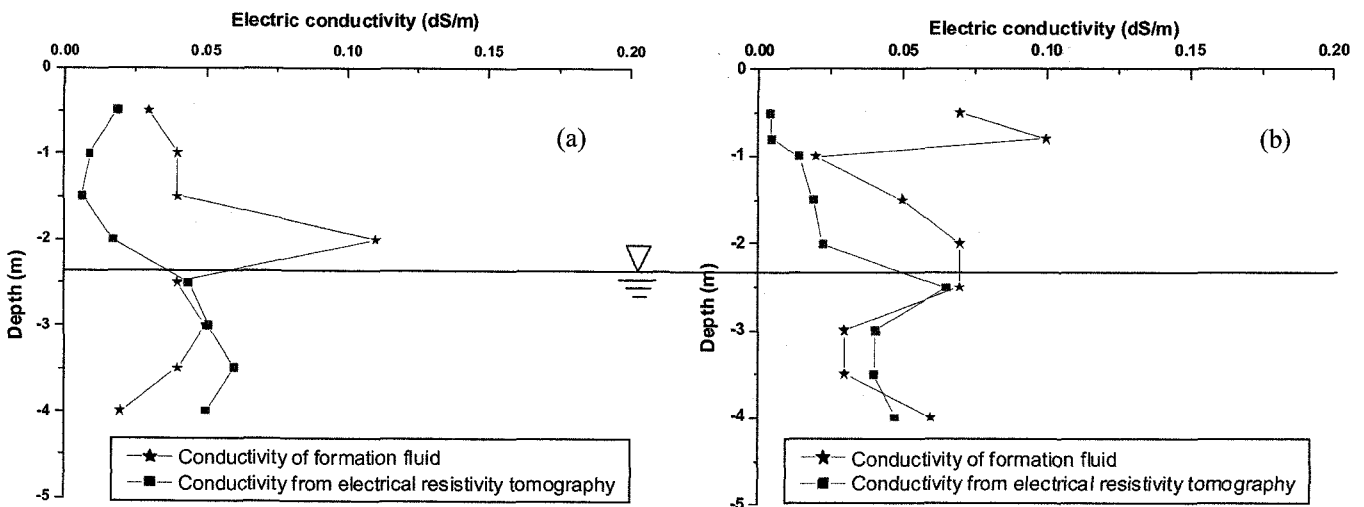 Electric conductivity (dS/m)
0.00 0.05 0.10 0.15 0.20
0
-1
-2
-3
-4
-5
Depth (m)
(a)
Conductivity of formation fluid
Conductivity from electrical resistivity tomography
Electric conductivity (dS/m)
0.00 0.05 0.10 0.15 0.20
0
-1
-2
-3
-4
-5
Depth (m)
(b)
Conductivity of formation fluid
Conductivity from electrical resistivity tomography